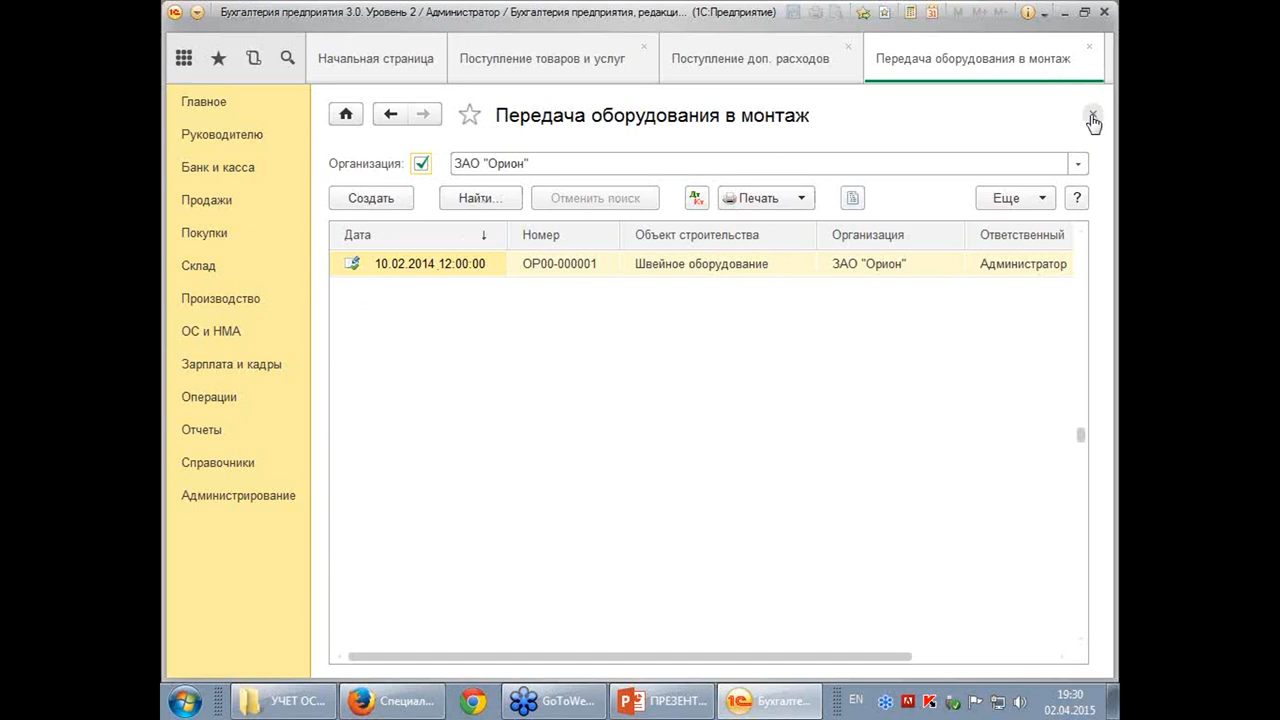 Бухгалтерия предприятия 3.0. Уровень 2 / Администратор / Бухгалтерия предприятия, редакци... (1С:Предприятие)
M M+ M-
Начальная страница
Поступление товаров и услуг
Поступление доп. расходов
Передача оборудования в монтаж
Главное
Руководителю
Банк и касса
Продажи
Покупки
Склад
Производство
ОС и НМА
Зарплата и кадры
Операции
Отчеты
Справочники
Администрирование
Передача оборудования в монтаж
Организация: ЗАО "Орион"
Создать Найти... Отменить поиск Дт Кт Печать Еще ?
Дата Номер Объект строительства Организация Ответственный
10.02.2014 12:00:00 ОР00-000001 Швейное оборудование ЗАО "Орион" Администратор
УЧЕТ ОС... Специал... GoToWe... ПРЕЗЕНТ... Бухгалте... EN
19:30
02.04.2015